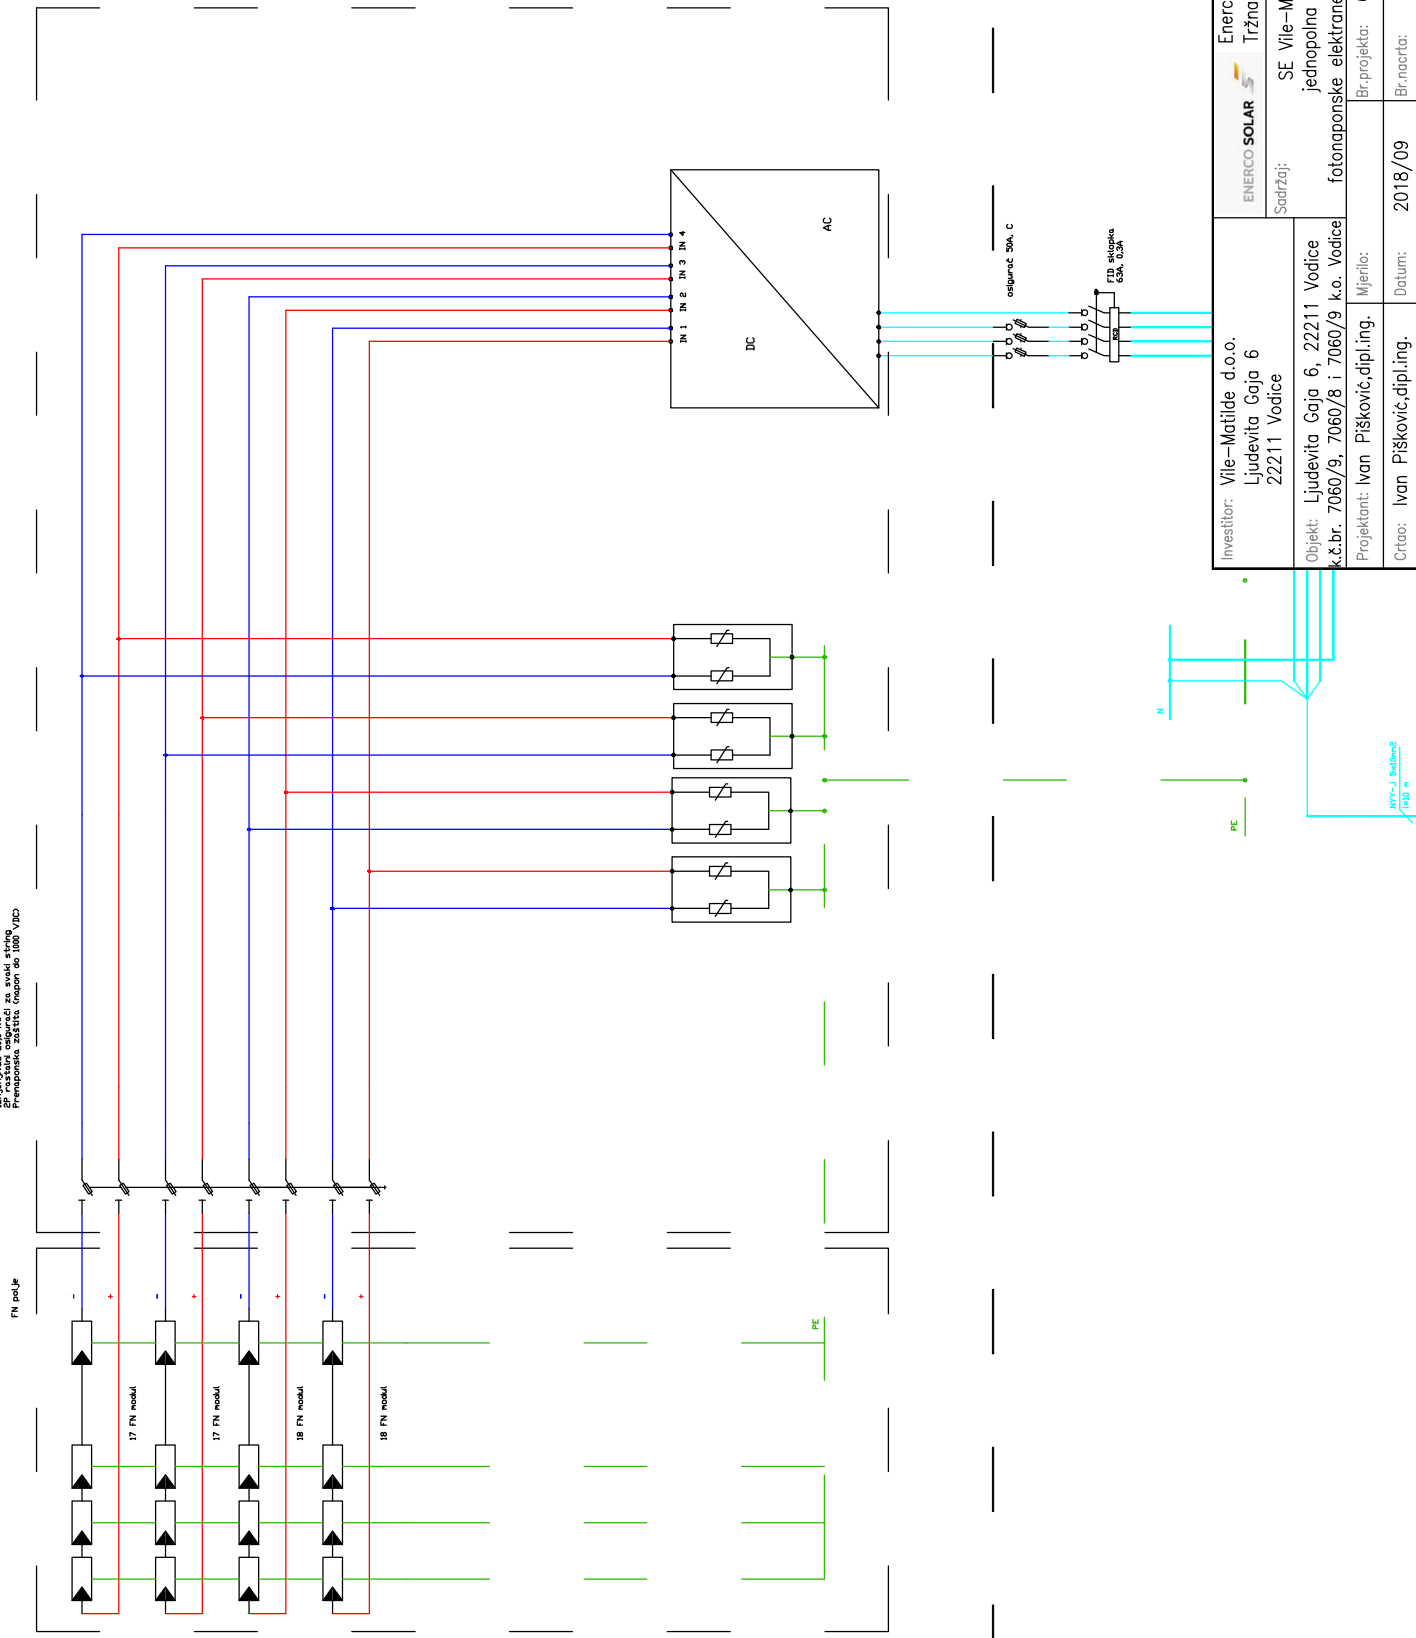 2P rastalni osigurači za svaki string
Prenaponska zaštita (napon do 1000 VDC)
FN polje
-
+
-
+
-
+
-
+
17 FN modul
17 FN modul
18 FN modul
18 FN modul
PE
IN 1
IN 2
IN 3
IN 4
DC
AC
osigurač 50A, C
FID sklopka
63A, 0,3A
RCD
N
PE
NYY-J 5x10mm2
l=10 m
Investitor: Vile-Matilde d.o.o.
Ljudevita Gaja 6
22211 Vodice
Objekt: Ljudevita Gaja 6, 22211 Vodice
k.č.br. 7060/9, 7060/8 i 7060/9 k.o. Vodice
Projektant: Ivan Pišković,dipl.ing.
Crtao: Ivan Pišković,dipl.ing.
Mjerilo:
Datum: 2018/09
ENERCO SOLAR
Enerc
Tržna
Sadržaj:
SE Vile-M
jednopolna
fotonaponske elektrane
Br.projekta:
Br.nacrta: